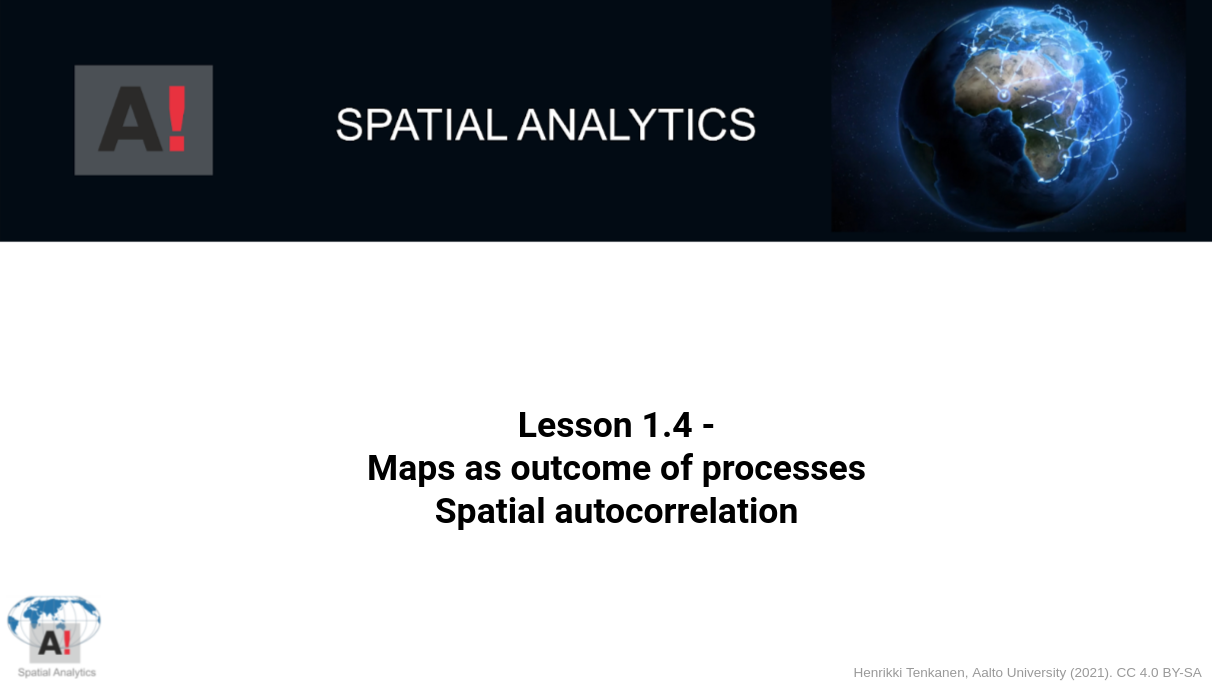 A!
SPATIAL ANALYTICS
Lesson 1.4 -
Maps as outcome of processes
Spatial autocorrelation
A!
Spatial Analytics
Henrikki Tenkanen, Aalto University (2021). CC 4.0 BY-SA